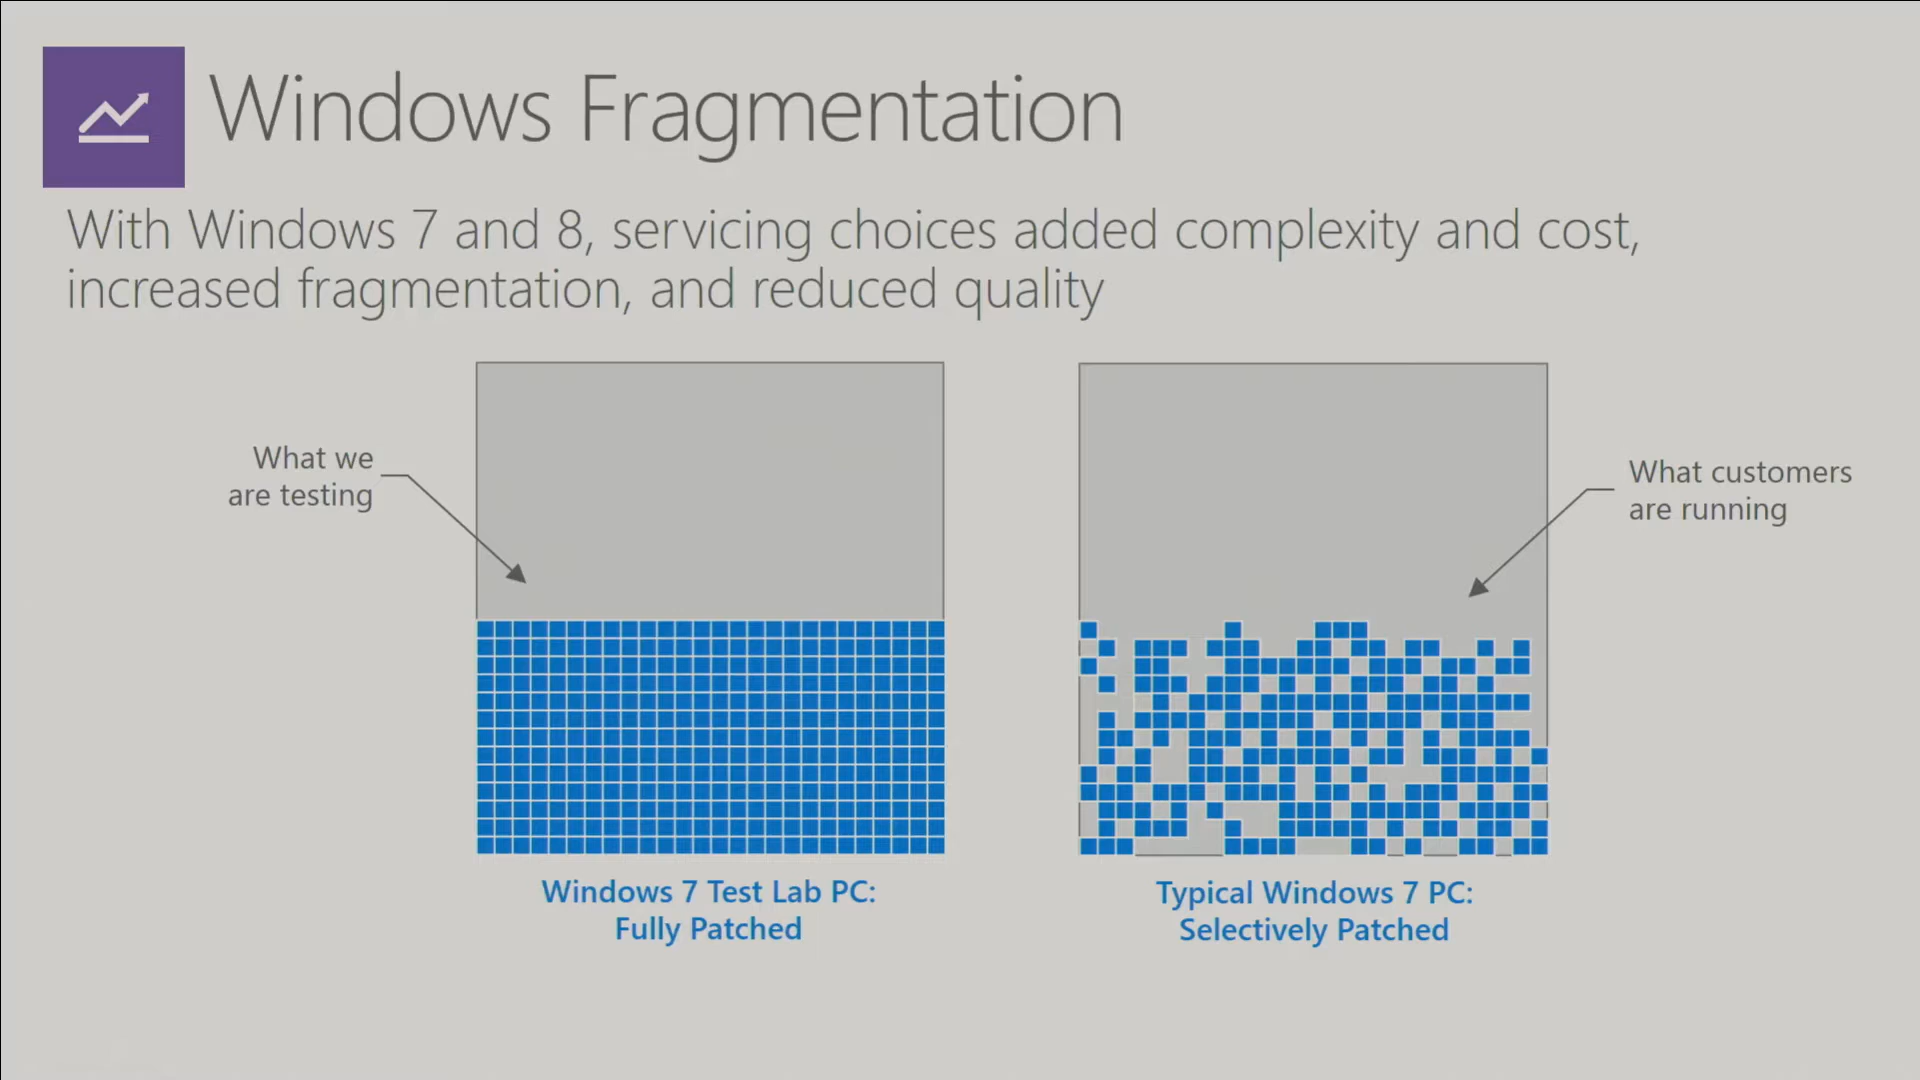 Windows Fragmentation
With Windows 7 and 8, servicing choices added complexity and cost,
increased fragmentation, and reduced quality
What we
are testing
What customers
are running
Windows 7 Test Lab PC:
Fully Patched
Typical Windows 7 PC:
Selectively Patched